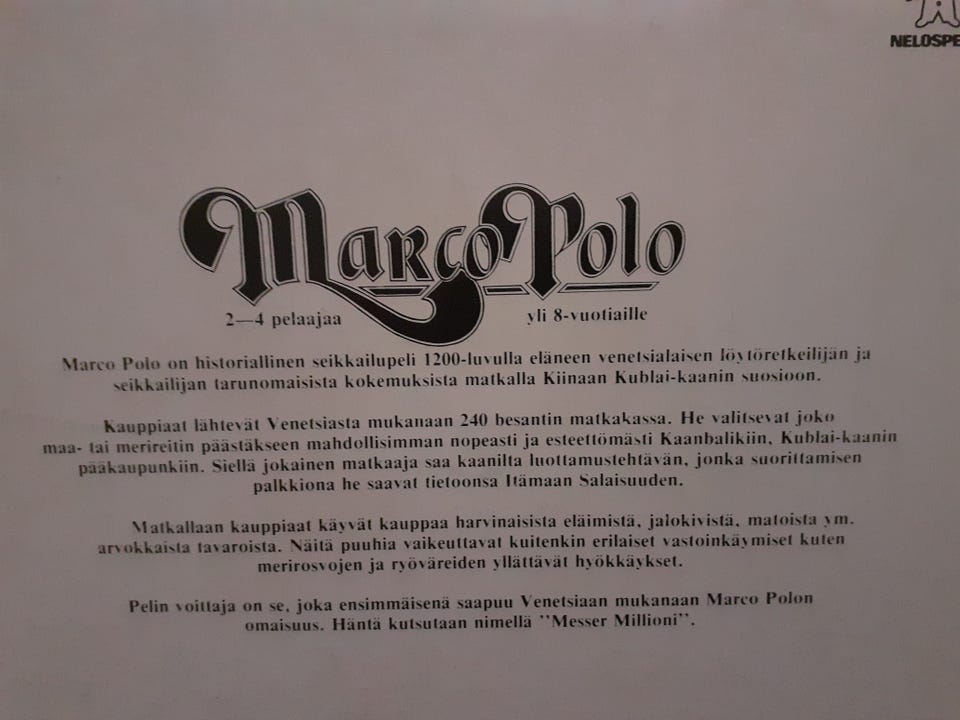 NELOSPE
Marco Polo
2—4 pelaajaa yli 8-vuotiaille
Marco Polo on historiallinen seikkailupeli 1200-luvulla eläneen venetsialaisen löytöretkeilijän ja
seikkailijan tarunomaisista kokemuksista matkalla Kiinaan Kublai-kaanin suosioon.
Kauppiaat lähtevät Venetsiasta mukanaan 240 besantin matkakassa. He valitsevat joko
maa- tai merireitin päästäkseen mahdollisimman nopeasti ja esteettömästi Kaanbalikiin, Kublai-kaanin
pääkaupunkiin. Siellä jokainen matkaaja saa kaanilta luottamustehtävän, jonka suorittamisen
palkkiona he saavat tietoonsa Itämaan Salaisuuden.
Matkallaan kauppiaat käyvät kauppaa harvinaisista eläimistä, jalokivistä, matoista ym.
arvokkaista tavaroista. Näitä puuhia vaikeuttavat kuitenkin erilaiset vastoinkäymiset kuten
merirosvojen ja ryöväreiden yllättävät hyökkäykset.
Pelin voittaja on se, joka ensimmäisenä saapuu Venetsiaan mukanaan Marco Polon
omaisuus. Häntä kutsutaan nimellä "Messer Millioni".